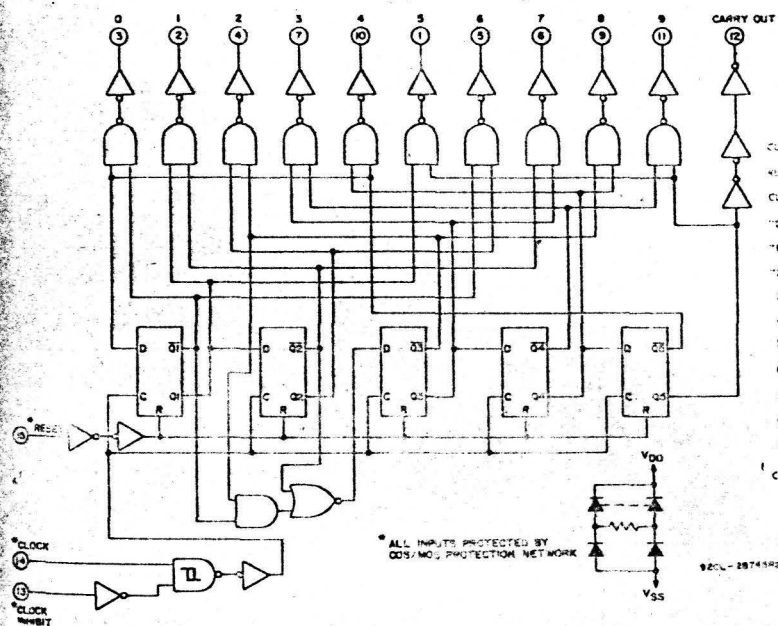 0 1 2 3 4 5 6 7 8 9 CARRY OUT
3 2 4 7 10 1 5 6 9 11 12
D Q1 D Q2 D Q3 D Q4 D Q5
C Q1 C Q2 C Q3 C Q4 C Q5
R R R R R
* RESET
15
* CLOCK
14
13
* CLOCK
INHIBIT
* ALL INPUTS PROTECTED BY
COS/MOS PROTECTION NETWORK
VDD
VSS
92CL-28745R2